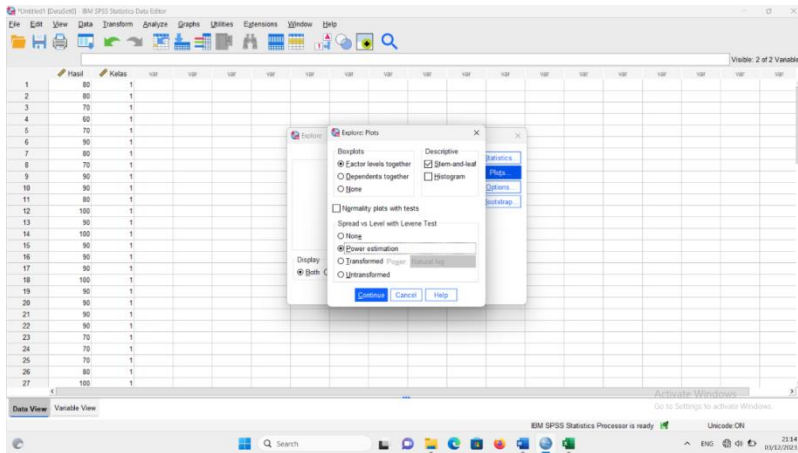 *Untitled1 [DataSet0] - IBM SPSS Statistics Data Editor
File Edit View Data Transform Analyze Graphs Utilities Extensions Window Help
Visible: 2 of 2 Variable
Hasil Kelas var var var var var var var var var var var var var var var
1 80 1
2 80 1
3 70 1
4 60 1
5 70 1
6 90 1
7 80 1
8 70 1
9 90 1
10 90 1
11 80 1
12 100 1
13 90 1
14 100 1
15 90 1
16 90 1
17 90 1
18 100 1
19 90 1
20 90 1
21 90 1
22 90 1
23 70 1
24 70 1
25 70 1
26 80 1
27 100 1
Explore
Statistics...
Plots...
Options...
Bootstrap...
Display
Both
Explore: Plots
Boxplots
Factor levels together
Dependents together
None
Descriptive
Stem-and-leaf
Histogram
Normality plots with tests
Spread vs Level with Levene Test
None
Power estimation
Transformed Power: Natural log
Untransformed
Continue Cancel Help
Activate Windows
Go to Settings to activate Windows.
Data View Variable View
IBM SPSS Statistics Processor is ready Unicode:ON
Search
ENG
21:14
03/12/2023